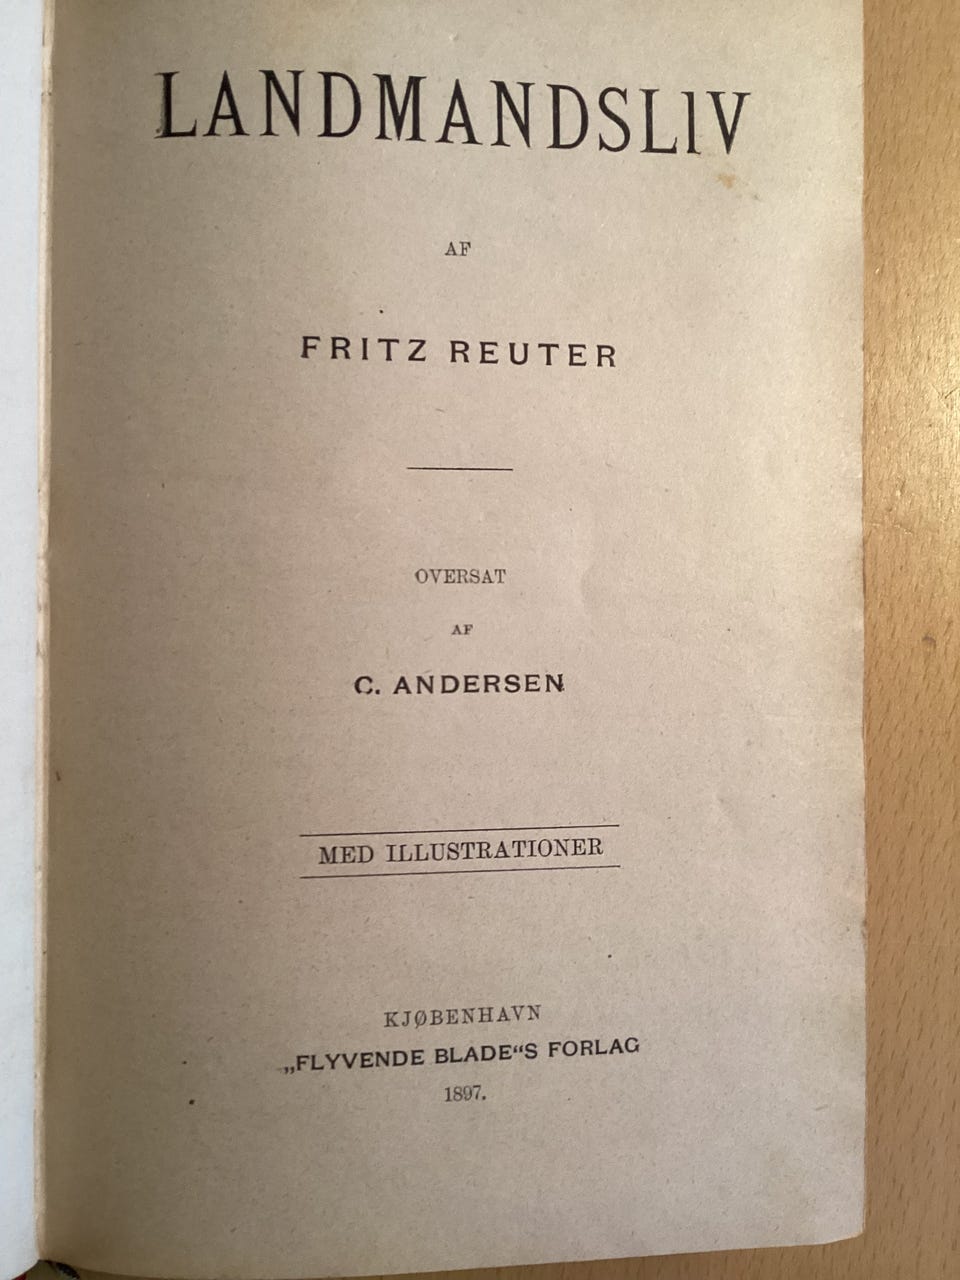 LANDMANDSLIV
AF
FRITZ REUTER
OVERSAT
AF
C. ANDERSEN
MED ILLUSTRATIONER
KJØBENHAVN
„FLYVENDE BLADE“S FORLAG
1897.